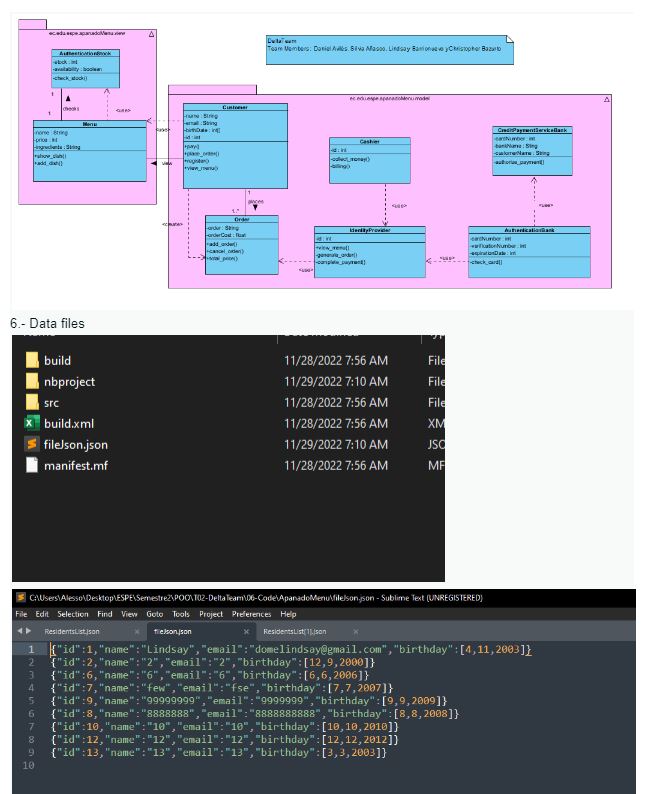 ec.edu.espe.apanadoMenu.view
AuthenticationStock
-stock : int
-availability : boolean
-check_stock()
1
1
checks
<use>
Menu
-name : String
-price : int
-ingredients : String
+show_dish()
+add_dish()
DeltaTeam
Team Members : Daniel Avilés, Silvia Añasco, Lindsay Barrionuevo y Christopher Bazurto
ec.edu.espe.apanadoMenu.model
<use>
view
Customer
-name : String
-email : String
-birthDate : int[]
-id : int
+pay()
+place_order()
+register()
+view_menu()
1
places
1..*
<create>
Order
-order : String
-orderCost : float
+add_order()
-cancel_order()
+total_price()
Cashier
-id : int
-collect_money()
-billing()
<use>
IdentityProvider
-id : int
-view_menu()
-generate_order()
-complete_payment()
<use>
CreditPaymentServiceBank
-cardNumber : int
-bankName : String
-customerName : String
-authorize_payment()
<use>
AuthenticationBank
-cardNumber : int
-verificationNumber : int
-expirationDate : int
-check_card()
<use>
6.- Data files
build 11/28/2022 7:56 AM File
nbproject 11/29/2022 7:10 AM File
src 11/28/2022 7:56 AM File
build.xml 11/28/2022 7:56 AM XM
fileJson.json 11/29/2022 7:10 AM JSO
manifest.mf 11/28/2022 7:56 AM MF
C:\Users\Alesso\Desktop\ESPE\Semestre2\POO\T02-DeltaTeam\06-Code\ApanadoMenu\fileJson.json - Sublime Text (UNREGISTERED)
File Edit Selection Find View Goto Tools Project Preferences Help
ResidentsList.json × fileJson.json × ResidentsList[1].json ×
1 {"id":1,"name":"Lindsay","email":"domelindsay@gmail.com","birthday":[4,11,2003]}
2 {"id":2,"name":"2","email":"2","birthday":[12,9,2000]}
3 {"id":6,"name":"6","email":"6","birthday":[6,6,2006]}
4 {"id":7,"name":"few","email":"fse","birthday":[7,7,2007]}
5 {"id":9,"name":"99999999","email":"9999999","birthday":[9,9,2009]}
6 {"id":8,"name":"8888888","email":"8888888888","birthday":[8,8,2008]}
7 {"id":10,"name":"10","email":"10","birthday":[10,10,2010]}
8 {"id":12,"name":"12","email":"12","birthday":[12,12,2012]}
9 {"id":13,"name":"13","email":"13","birthday":[3,3,2003]}
10